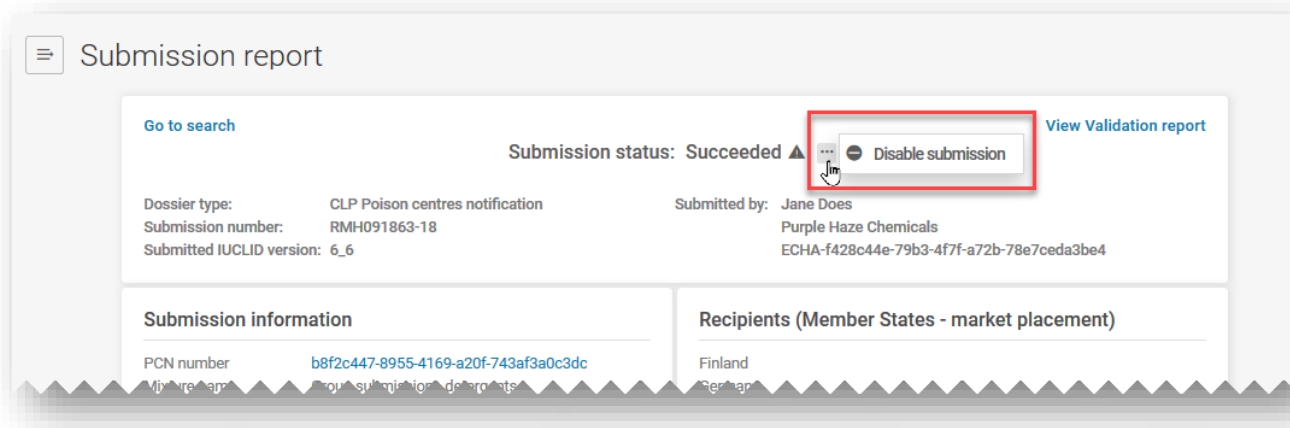 Submission report
Go to search
View Validation report
Submission status: Succeeded
Disable submission
Dossier type: CLP Poison centres notification
Submitted by: Jane Does
Submission number: RMH091863-18
Purple Haze Chemicals
Submitted IUCLID version: 6_6
ECHA-f428c44e-79b3-4f7f-a72b-78e7ceda3be4
Submission information
Recipients (Member States - market placement)
PCN number b8f2c447-8955-4169-a20f-743af3a0c3dc
Finland